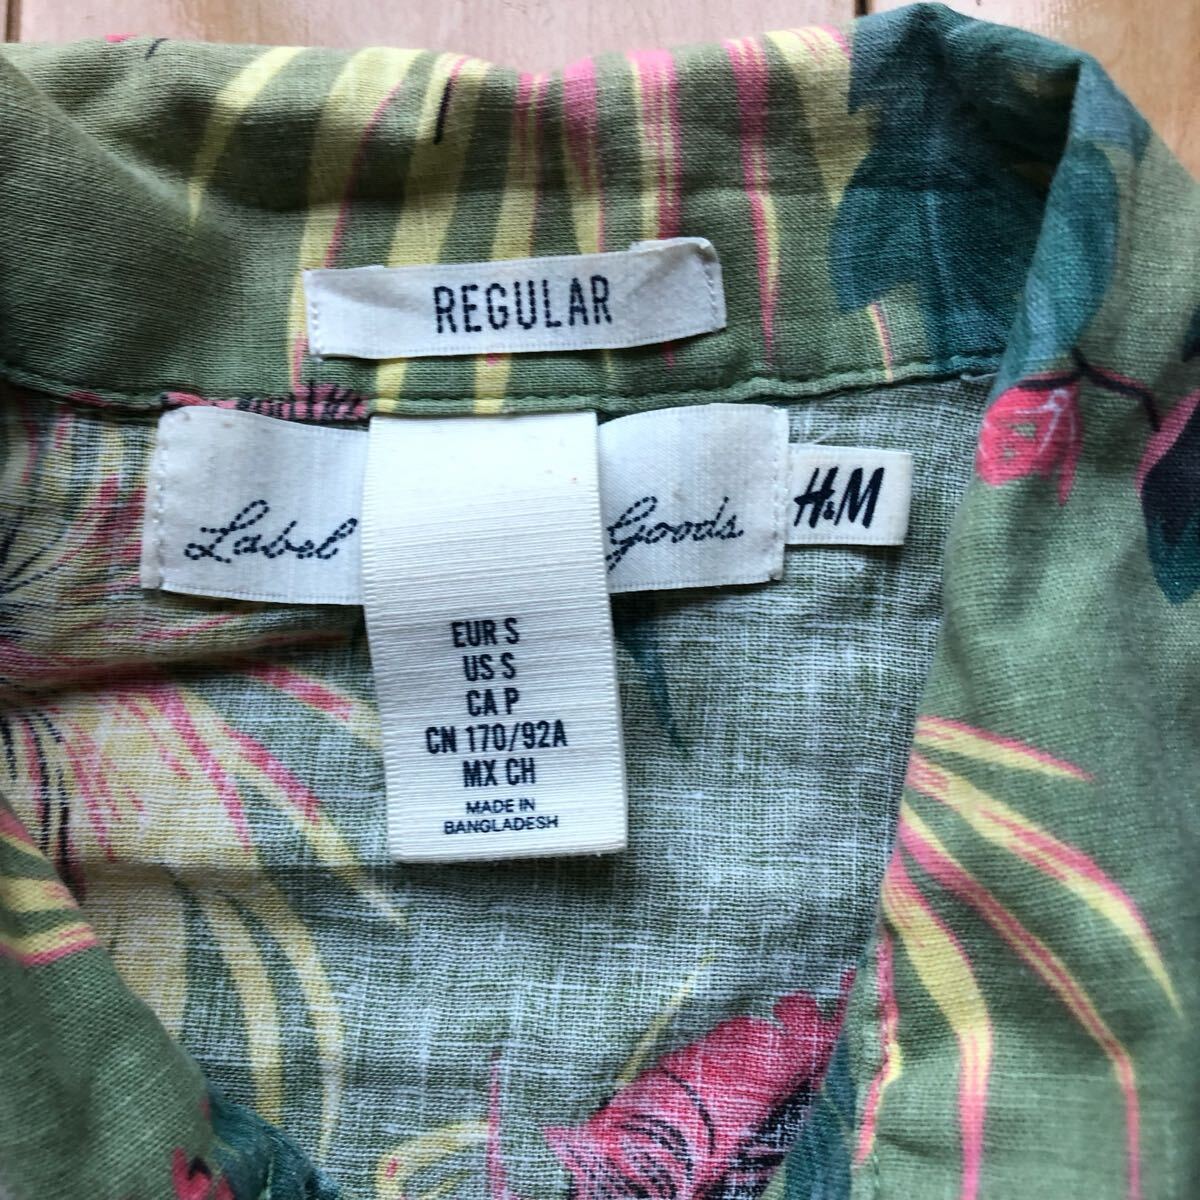 REGULAR
Label Goods
H&M
EUR S
US S
CA P
CN 170/92A
MX CH
MADE IN
BANGLADESH